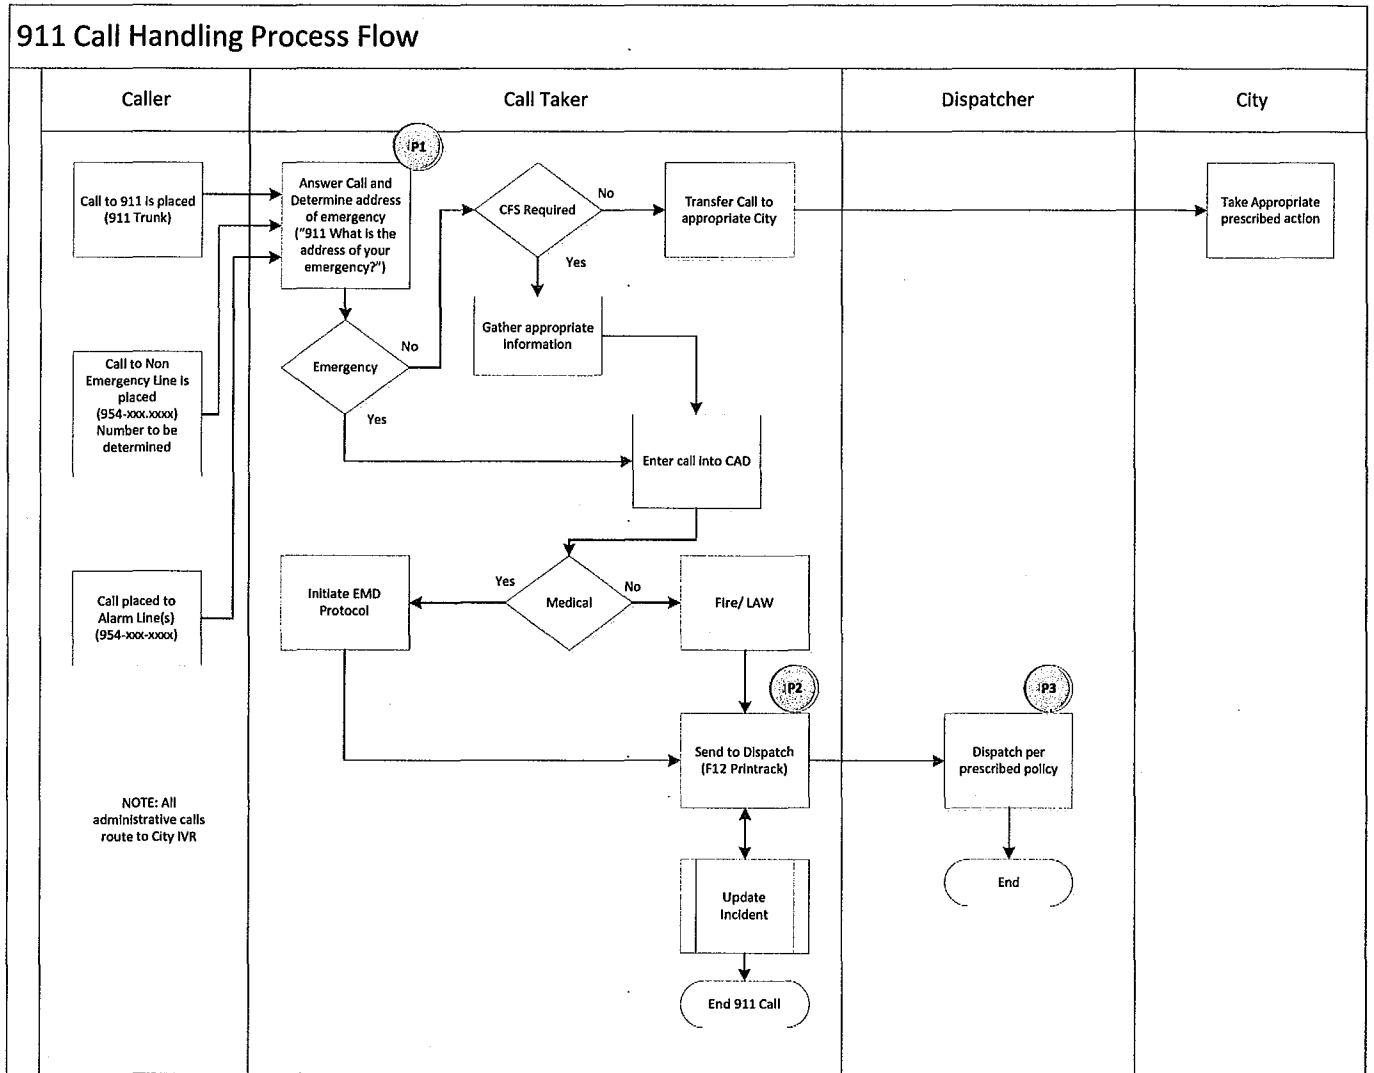 911 Call Handling Process Flow
Caller
Call Taker
Dispatcher
City
Call to 911 is placed
(911 Trunk)
P1
Answer Call and
Determine address
of emergency
("911 What is the
address of your
emergency?")
CFS Required
No
Yes
Transfer Call to
appropriate City
Take Appropriate
prescribed action
Gather appropriate
information
Call to Non
Emergency Line is
placed
(954-xxx.xxxx)
Number to be
determined
Emergency
No
Yes
Enter call into CAD
Call placed to
Alarm Line(s)
(954-xxx-xxxx)
Initiate EMD
Protocol
Yes
Medical
No
Fire/ LAW
P2
P3
Send to Dispatch
(F12 Printrack)
Dispatch per
prescribed policy
NOTE: All
administrative calls
route to City IVR
Update
Incident
End
End 911 Call